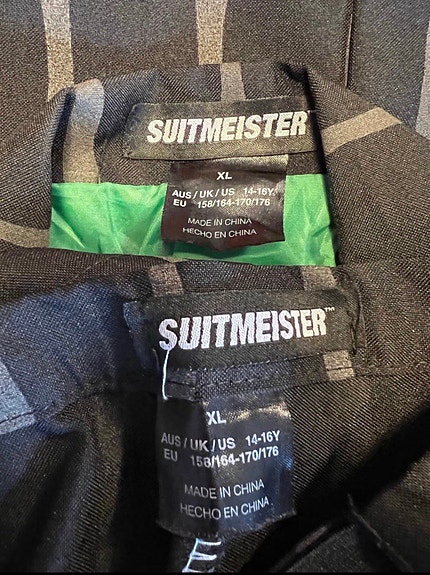 SUITMEISTER
XL
AUS / UK / US 14-16Y
EU 158/164-170/176
MADE IN CHINA
HECHO EN CHINA
SUITMEISTER™
XL
AUS / UK / US 14-16Y
EU 158/164-170/176
MADE IN CHINA
HECHO EN CHINA